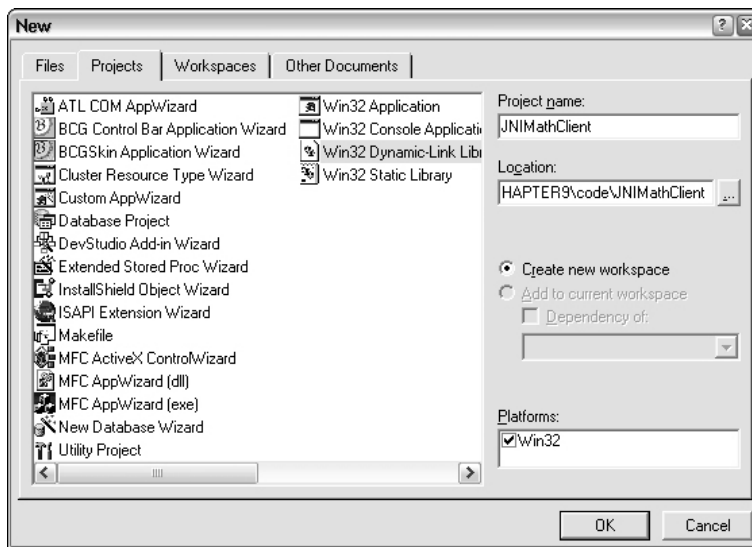 New
Files
Projects
Workspaces
Other Documents
ATL COM AppWizard
BCG Control Bar Application Wizard
BCGSkin Application Wizard
Cluster Resource Type Wizard
Custom AppWizard
Database Project
DevStudio Add-in Wizard
Extended Stored Proc Wizard
InstallShield Object Wizard
ISAPI Extension Wizard
Makefile
MFC ActiveX ControlWizard
MFC AppWizard (dll)
MFC AppWizard (exe)
New Database Wizard
Utility Project
Win32 Application
Win32 Console Applicati
Win32 Dynamic-Link Lib
Win32 Static Library
Project name:
JNIMathClient
Location:
HAPTER9\code\JNIMathClient
...
Create new workspace
Add to current workspace
Dependency of:
Platforms:
Win32
OK
Cancel